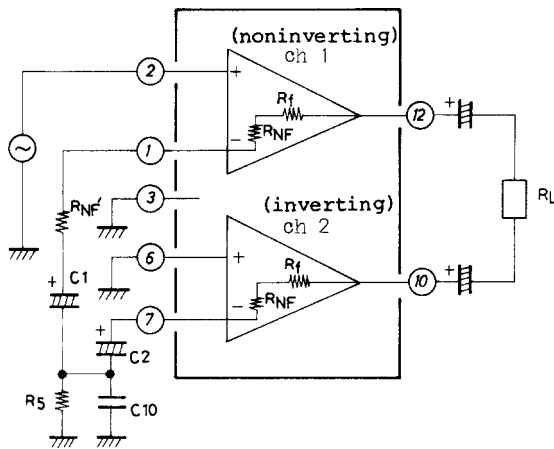 (noninverting)
ch 1
2
+
Rf
12
+
RNF
1
−
RNF'
3
RL
(inverting)
ch 2
6
+
Rf
10
+
+
C1
RNF
7
−
+
C2
R5
C10